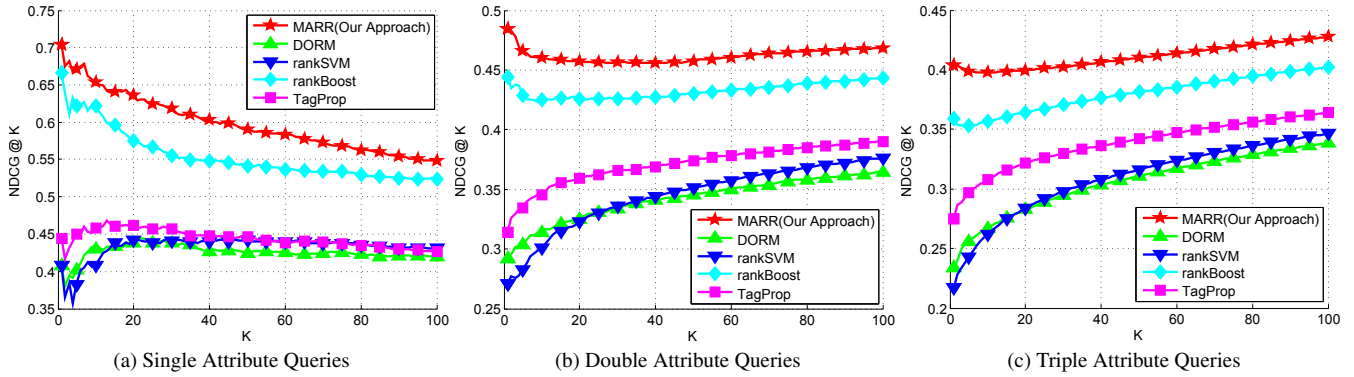 0.75
0.7
0.65
0.6
0.55
0.5
0.45
0.4
0.35
NDCG @ K
0 20 40 60 80 100
K
MARR(Our Approach)
DORM
rankSVM
rankBoost
TagProp
(a) Single Attribute Queries
0.5
0.45
0.4
0.35
0.3
0.25
NDCG @ K
0 20 40 60 80 100
K
MARR(Our Approach)
DORM
rankSVM
rankBoost
TagProp
(b) Double Attribute Queries
0.45
0.4
0.35
0.3
0.25
0.2
NDCG @ K
0 20 40 60 80 100
K
MARR(Our Approach)
DORM
rankSVM
rankBoost
TagProp
(c) Triple Attribute Queries